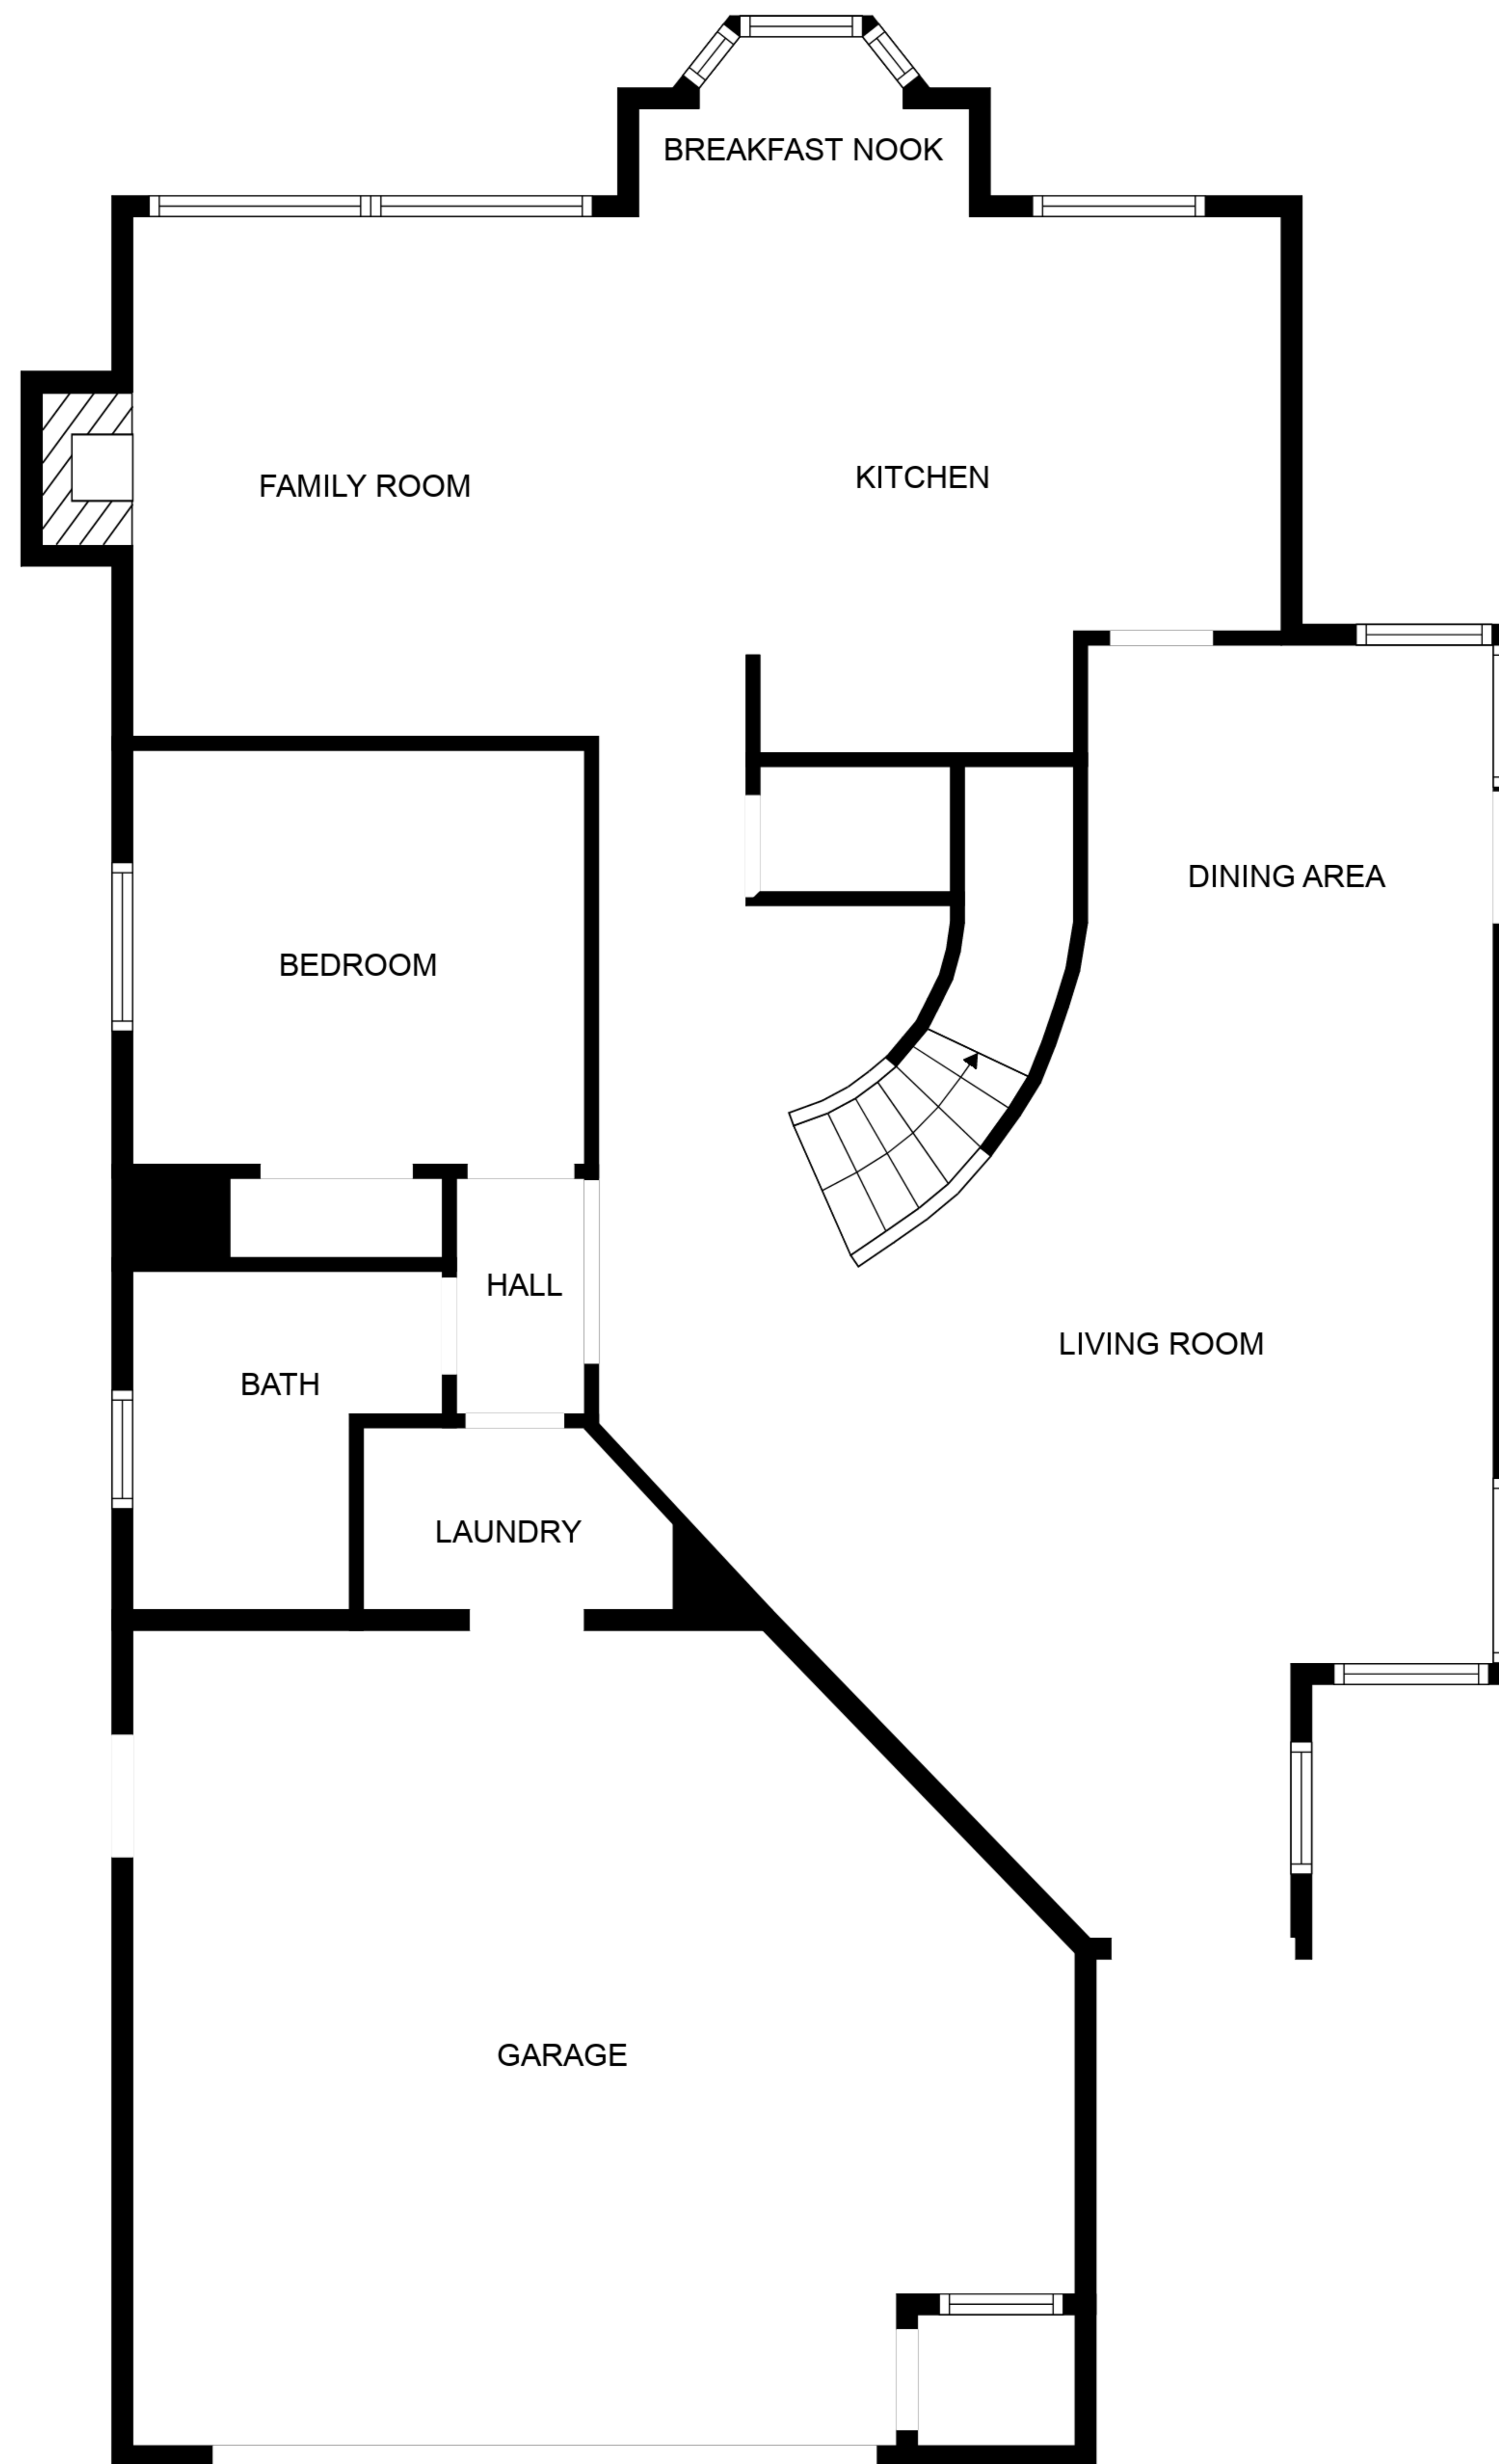 BREAKFAST NOOK
FAMILY ROOM
KITCHEN
DINING AREA
BEDROOM
HALL
LIVING ROOM
BATH
LAUNDRY
GARAGE